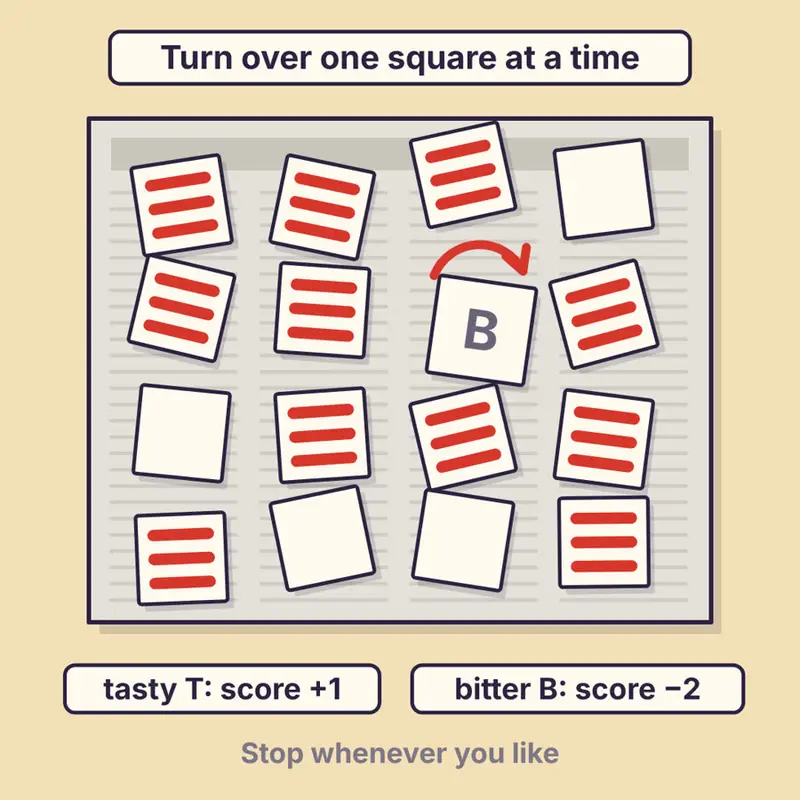 Turn over one square at a time
B
tasty T: score +1
bitter B: score −2
Stop whenever you like